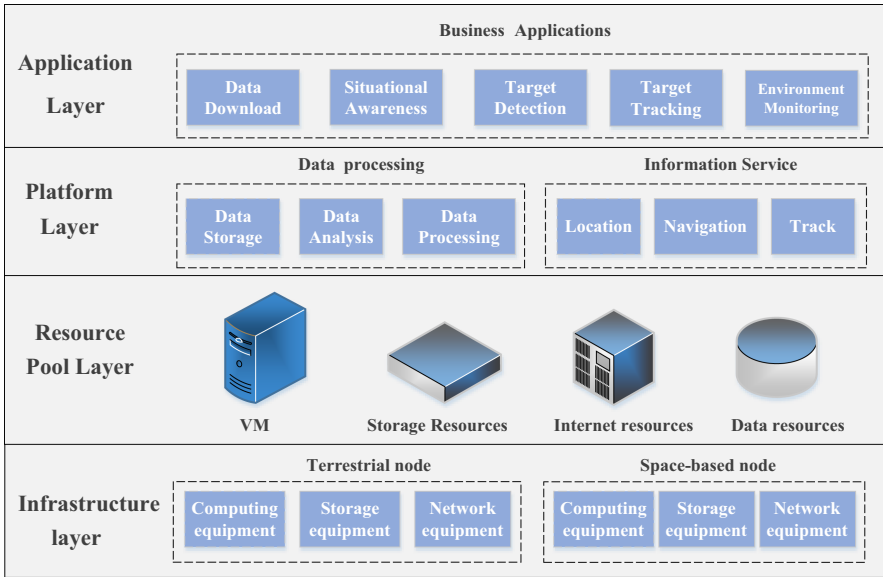 Business Applications
Application
Layer
Data
Download
Situational
Awareness
Target
Detection
Target
Tracking
Environment
Monitoring
Platform
Layer
Data processing
Data
Storage
Data
Analysis
Data
Processing
Information Service
Location
Navigation
Track
Resource
Pool Layer
VM
Storage Resources
Internet resources
Data resources
Infrastructure
layer
Terrestrial node
Computing
equipment
Storage
equipment
Network
equipment
Space-based node
Computing
equipment
Storage
equipment
Network
equipment